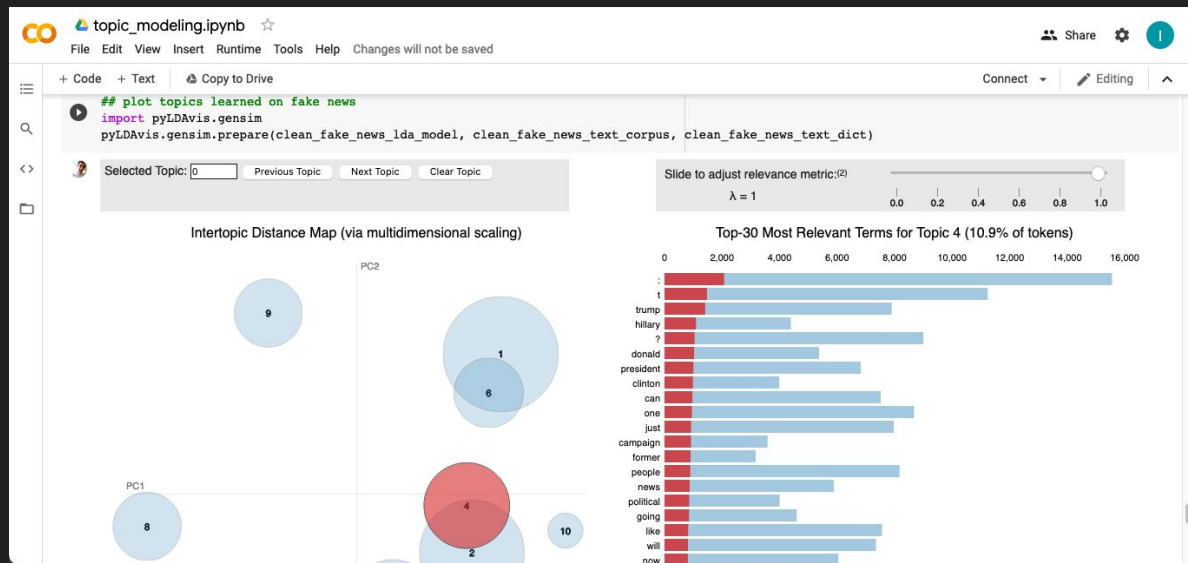 topic_modeling.ipynb
Share
I
File Edit View Insert Runtime Tools Help Changes will not be saved
+ Code + Text Copy to Drive
Connect
Editing
## plot topics learned on fake news
import pyLDAvis.gensim
pyLDAvis.gensim.prepare(clean_fake_news_lda_model, clean_fake_news_text_corpus, clean_fake_news_text_dict)
Selected Topic: 0 Previous Topic Next Topic Clear Topic
Slide to adjust relevance metric:(2)
λ = 1
0.0 0.2 0.4 0.6 0.8 1.0
Intertopic Distance Map (via multidimensional scaling)
PC2
9
1
6
PC1
4
8
10
2
Top-30 Most Relevant Terms for Topic 4 (10.9% of tokens)
0 2,000 4,000 6,000 8,000 10,000 12,000 14,000 16,000
:
t
trump
hillary
?
donald
president
clinton
can
one
just
campaign
former
people
news
political
going
like
will
now